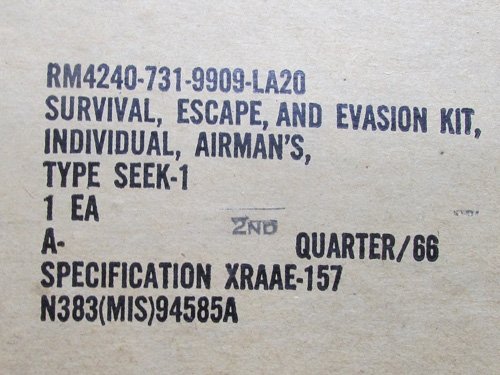 RM4240-731-9909-LA20
SURVIVAL, ESCAPE, AND EVASION KIT,
INDIVIDUAL, AIRMAN'S,
TYPE SEEK-1
1 EA
A- 2ND QUARTER/66
SPECIFICATION XRAAE-157
N383(MIS)94585A